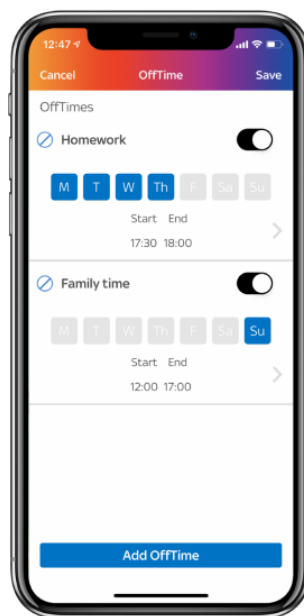 12:47
Cancel OffTime Save
OffTimes
Homework
M T W Th F Sa Su
Start End
17:30 18:00
Family time
M T W Th F Sa Su
Start End
12:00 17:00
Add OffTime